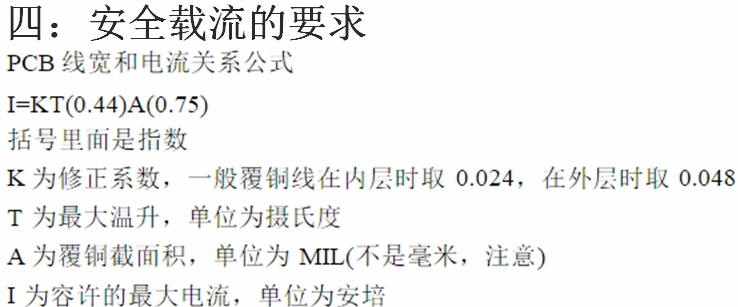 四：安全载流的要求
PCB 线宽和电流关系公式
I=KT(0.44)A(0.75)
括号里面是指数
K 为修正系数，一般覆铜线在内层时取 0.024，在外层时取 0.048
T 为最大温升，单位为摄氏度
A 为覆铜截面积，单位为 MIL(不是毫米，注意)
I 为容许的最大电流，单位为安培